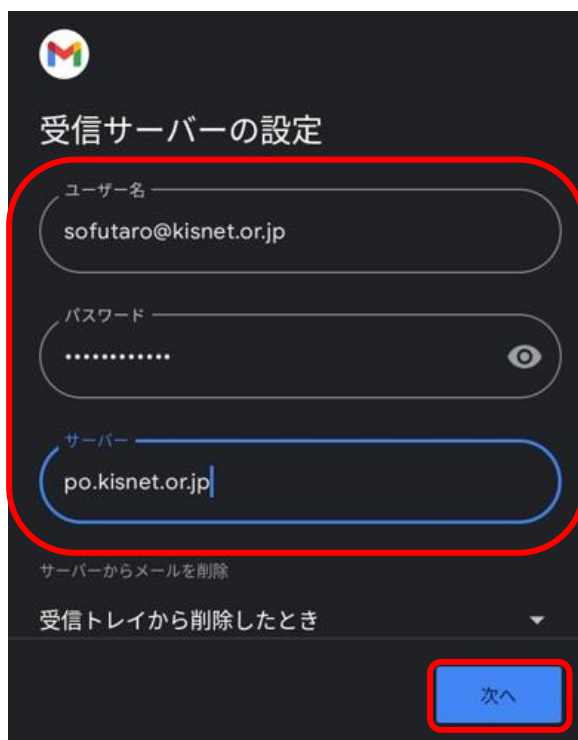 受信サーバーの設定
ユーザー名
sofutaro@kisnet.or.jp
パスワード
••••••••••••
サーバー
po.kisnet.or.jp
サーバーからメールを削除
受信トレイから削除したとき
次へ